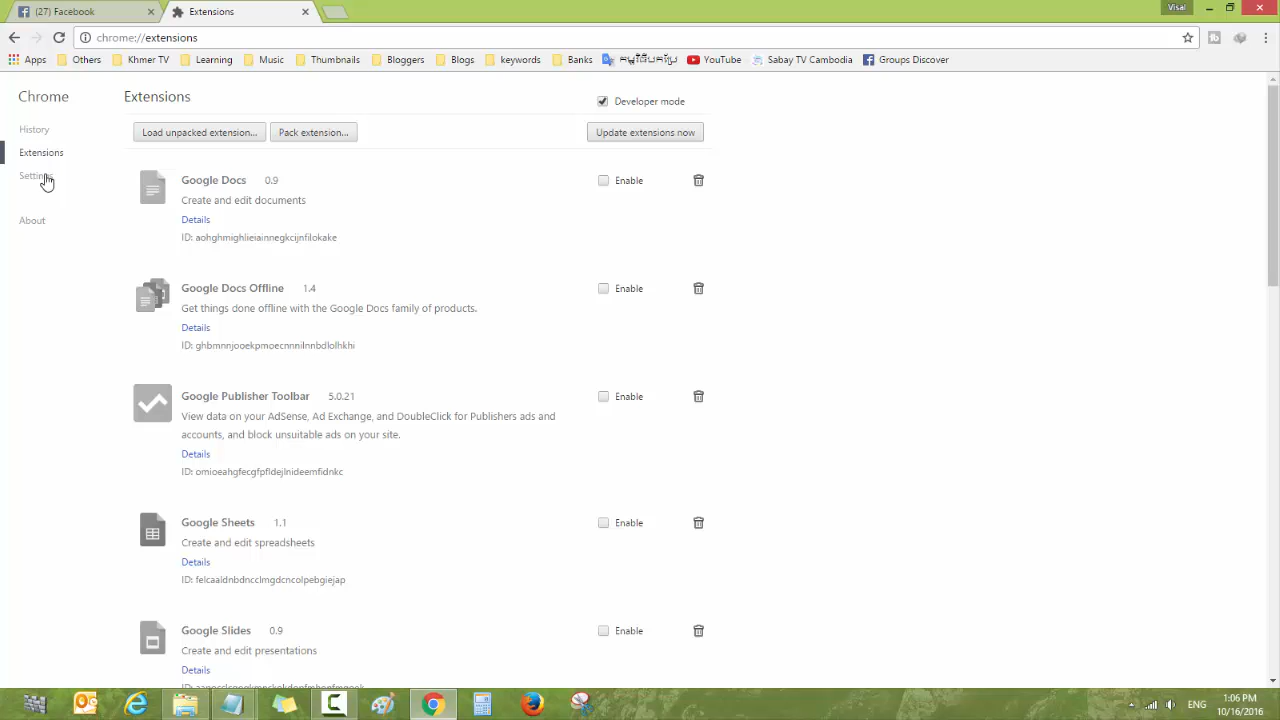 (27) Facebook
Extensions
Visal
chrome://extensions
Apps
Others
Khmer TV
Learning
Music
Thumbnails
Bloggers
Blogs
keywords
Banks
YouTube
Sabay TV Cambodia
Groups Discover
Chrome
Extensions
Developer mode
History
Load unpacked extension...
Pack extension...
Update extensions now
Extensions
Google Docs 0.9
Enable
Create and edit documents
Details
ID: aohghmighlieiainnegkcijnfilokake
About
Google Docs Offline 1.4
Enable
Get things done offline with the Google Docs family of products.
Details
ID: ghbmnnjooekpmoecnnnilnnbdlolhkhi
Google Publisher Toolbar 5.0.21
Enable
View data on your AdSense, Ad Exchange, and DoubleClick for Publishers ads and
accounts, and block unsuitable ads on your site.
Details
ID: omioeahgfecgfpfldejlnideemfidnkc
Google Sheets 1.1
Enable
Create and edit spreadsheets
Details
ID: felcaaldnbdncclmgdcncolpebgiejap
Google Slides 0.9
Enable
Create and edit presentations
Details
ENG
1:06 PM
10/16/2016